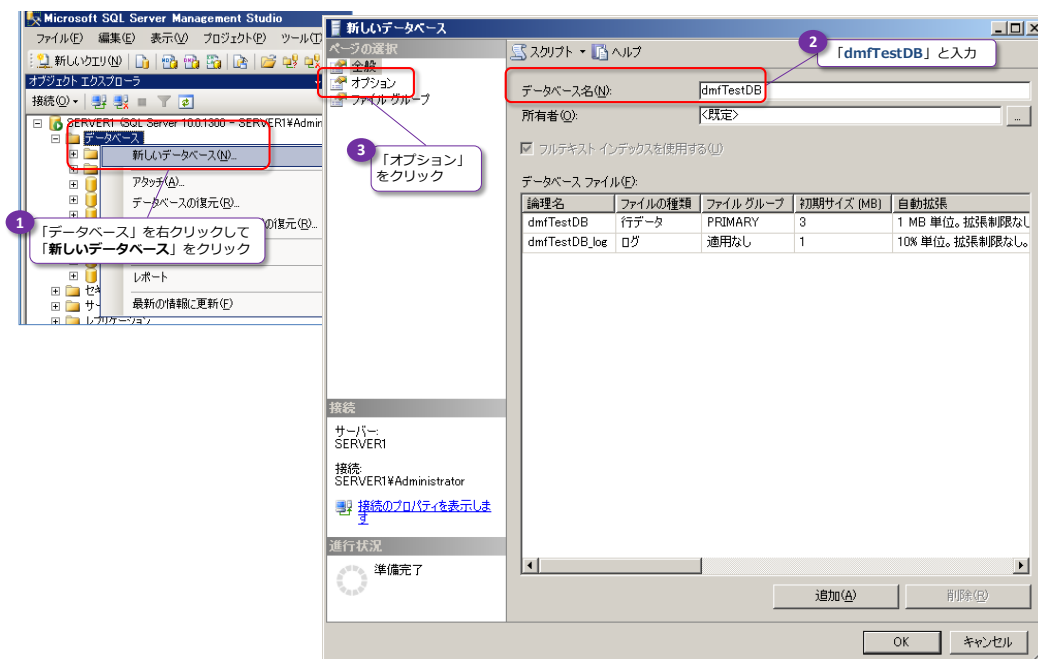 Microsoft SQL Server Management Studio
ファイル(F) 編集(E) 表示(V) プロジェクト(P) ツール(T)
新しいクエリ(N)
オブジェクト エクスプローラ
接続(O)
SERVER1 (SQL Server 10.0.1300 - SERVER1¥Admin
データベース
新しいデータベース(N)...
アタッチ(A)...
データベースの復元(R)...
の復元(R)...
レポート
最新の情報に更新(F)
セキ
サー
レプリケーション
1
「データベース」を右クリックして
「新しいデータベース」をクリック
新しいデータベース
ページの選択
全般
オプション
ファイル グループ
3
「オプション」
をクリック
スクリプト ヘルプ
2
「dmfTestDB」と入力
データベース名(N): dmfTestDB
所有者(O): <既定> ...
フルテキスト インデックスを使用する(U)
データベース ファイル(F):
論理名 ファイルの種類 ファイル グループ 初期サイズ (MB) 自動拡張
dmfTestDB 行データ PRIMARY 3 1 MB 単位。拡張制限なし
dmfTestDB_log ログ 適用なし 1 10% 単位。拡張制限なし。
接続
サーバー:
SERVER1
接続:
SERVER1¥Administrator
接続のプロパティを表示しま
す
進行状況
準備完了
追加(A) 削除(R)
OK キャンセル